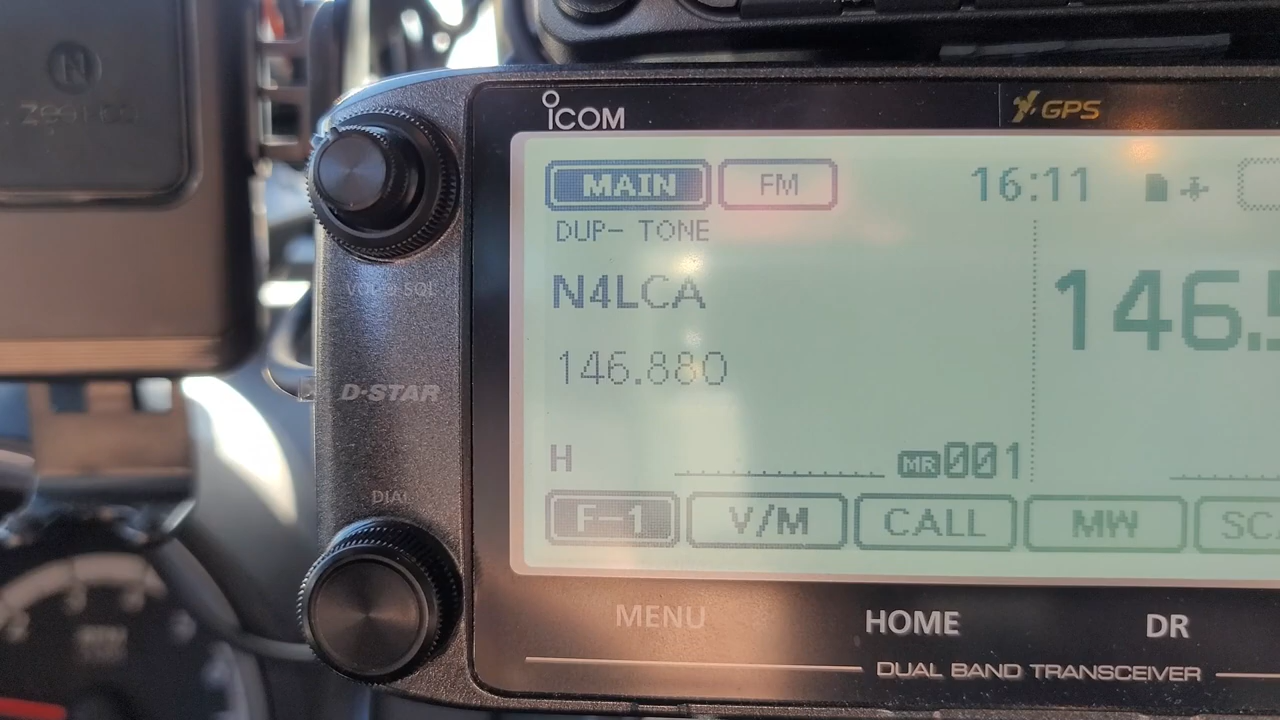 iCOM
GPS
MAIN FM 16:11
DUP- TONE
N4LCA
146.880
146.5
H MR 001
F-1 V/M CALL MW
VOL SQL
D-STAR
DIAL
MENU HOME DR
DUAL BAND TRANSCEIVER
N